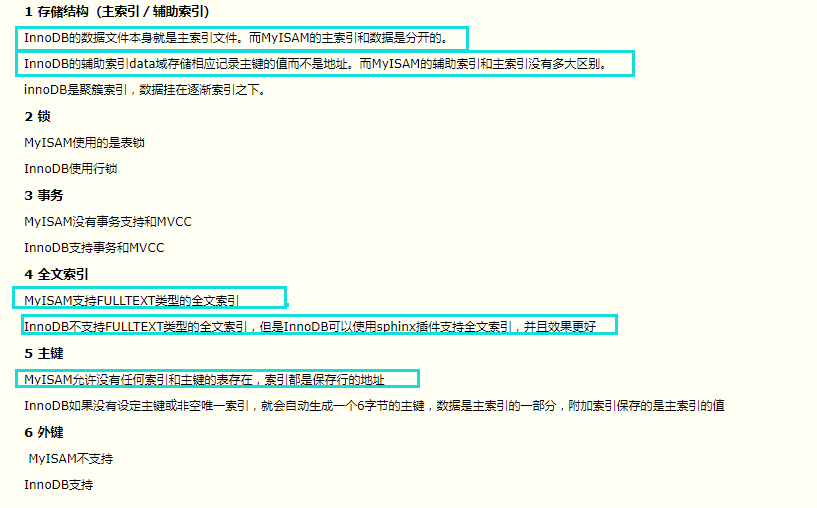 1 存储结构（主索引／辅助索引）
InnoDB的数据文件本身就是主索引文件。而MyISAM的主索引和数据是分开的。
InnoDB的辅助索引data域存储相应记录主键的值而不是地址。而MyISAM的辅助索引和主索引没有多大区别。
innoDB是聚簇索引，数据挂在逐渐索引之下。
2 锁
MyISAM使用的是表锁
InnoDB使用行锁
3 事务
MyISAM没有事务支持和MVCC
InnoDB支持事务和MVCC
4 全文索引
MyISAM支持FULLTEXT类型的全文索引
InnoDB不支持FULLTEXT类型的全文索引，但是InnoDB可以使用sphinx插件支持全文索引，并且效果更好
5 主键
MyISAM允许没有任何索引和主键的表存在，索引都是保存行的地址
InnoDB如果没有设定主键或非空唯一索引，就会自动生成一个6字节的主键，数据是主索引的一部分，附加索引保存的是主索引的值
6 外键
MyISAM不支持
InnoDB支持